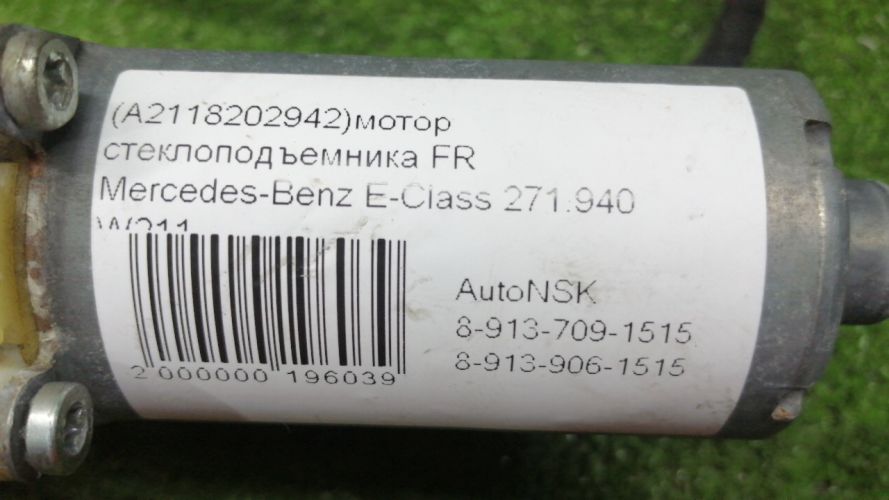 (A2118202942)мотор
стеклоподъемника FR
Mercedes-Benz E-Class 271.940
W211
AutoNSK
8-913-709-1515
8-913-906-1515
2 000000 196039